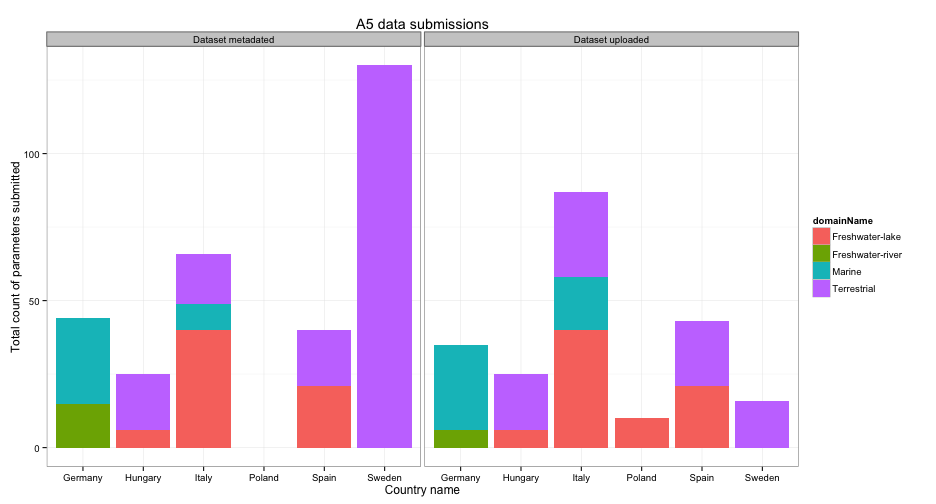 A5 data submissions
Dataset metadated
Dataset uploaded
Total count of parameters submitted
100
50
0
Germany Hungary Italy Poland Spain Sweden
Germany Hungary Italy Poland Spain Sweden
Country name
domainName
Freshwater-lake
Freshwater-river
Marine
Terrestrial